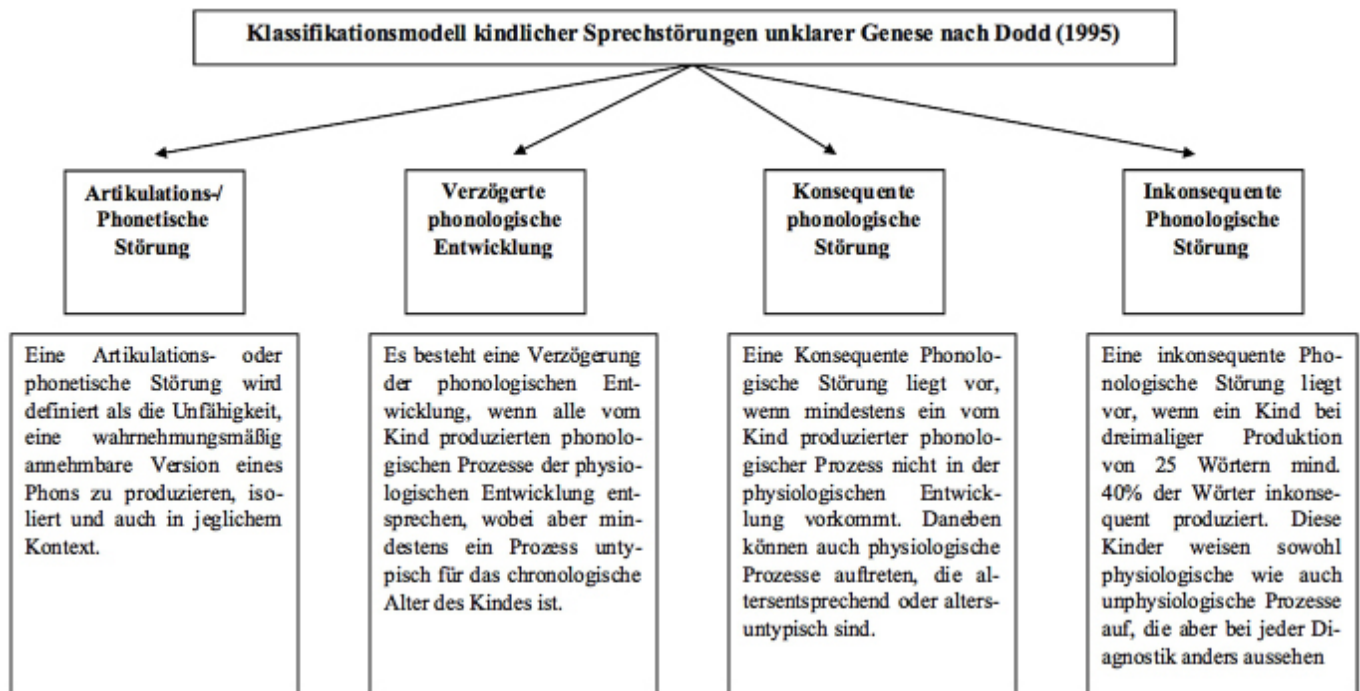 Klassifikationsmodell kindlicher Sprechstörungen unklarer Genese nach Dodd (1995)
Artikulations-/
Phonetische
Störung
Verzögerte
phonologische
Entwicklung
Konsequente
phonologische
Störung
Inkonsequente
Phonologische
Störung
Eine Artikulations- oder
phonetische Störung wird
definiert als die Unfähigkeit,
eine wahrnehmungsmäßig
annehmbare Version eines
Phons zu produzieren, iso-
liert und auch in jeglichem
Kontext.
Es besteht eine Verzögerung
der phonologischen Ent-
wicklung, wenn alle vom
Kind produzierten phonolo-
gischen Prozesse der physio-
logischen Entwicklung ent-
sprechen, wobei aber min-
destens ein Prozess unty-
pisch für das chronologische
Alter des Kindes ist.
Eine Konsequente Phonolo-
gische Störung liegt vor,
wenn mindestens ein vom
Kind produzierter phonolo-
gischer Prozess nicht in der
physiologischen Entwick-
lung vorkommt. Daneben
können auch physiologische
Prozesse auftreten, die al-
tersentsprechend oder alters-
untypisch sind.
Eine inkonsequente Pho-
nologische Störung liegt
vor, wenn ein Kind bei
dreimaliger Produktion
von 25 Wörtern mind.
40% der Wörter inkonse-
quent produziert. Diese
Kinder weisen sowohl
physiologische wie auch
unphysiologische Prozesse
auf, die aber bei jeder Di-
agnostik anders aussehen